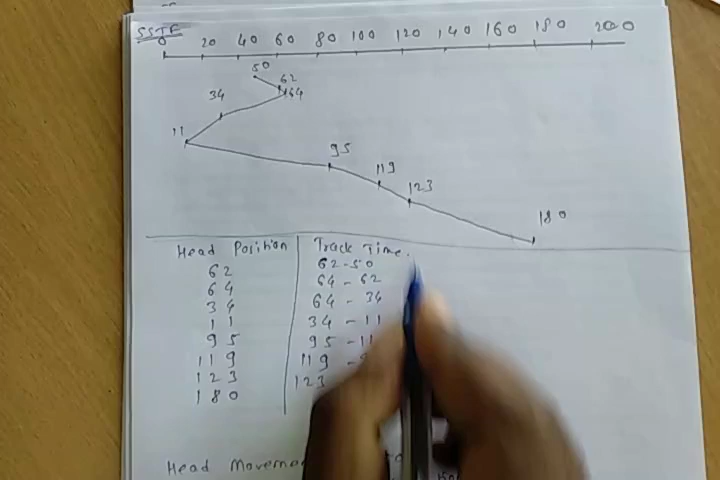 SSTF
0 20 40 60 80 100 120 140 160 180 200
50
62
64
34
11
95
119
123
180
Head Position Track Time.
62 62-50
64 64 - 62
34 64 - 34
11 34 - 11
95 95 - 11
119 119 -
123 123
180
Head